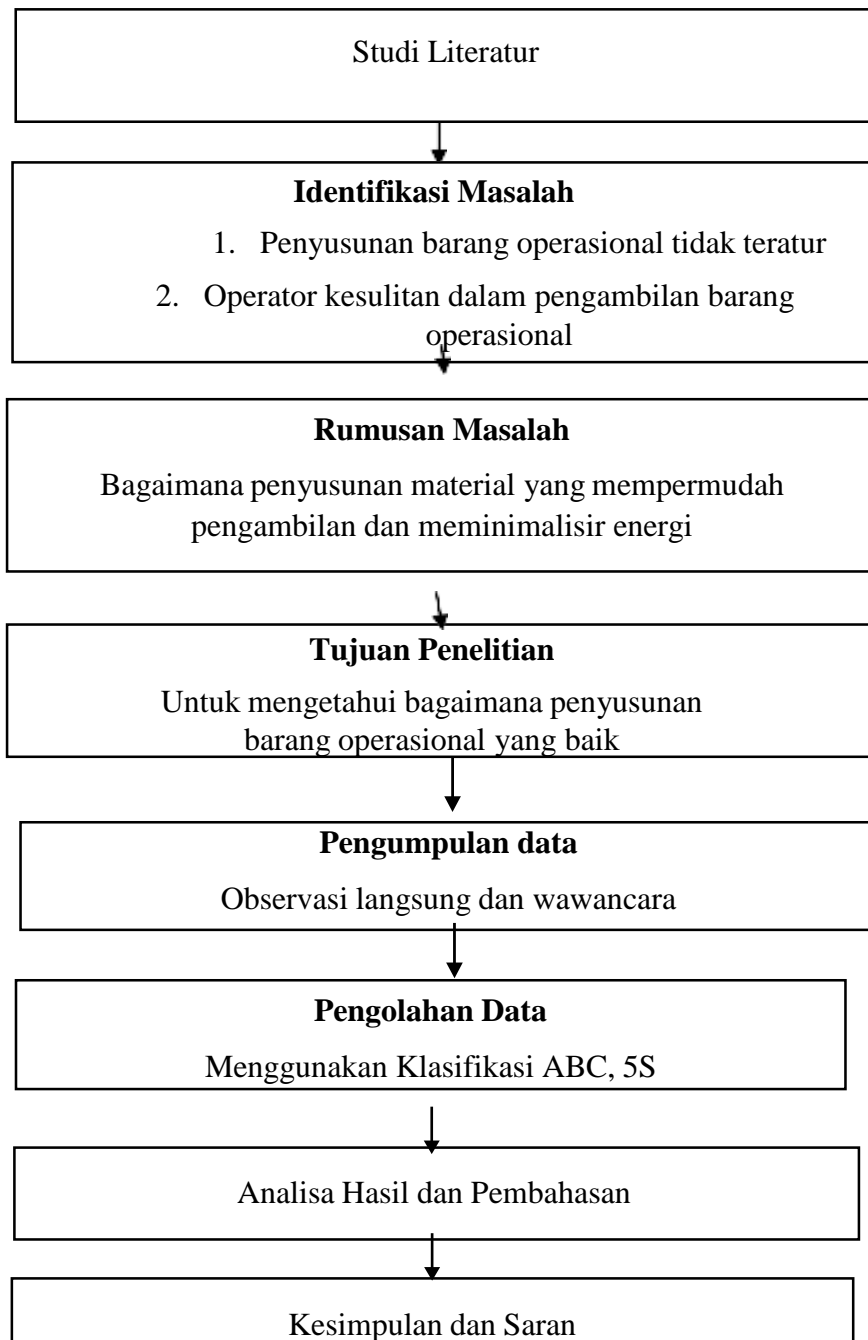 Studi Literatur
Identifikasi Masalah
1. Penyusunan barang operasional tidak teratur
2. Operator kesulitan dalam pengambilan barang
operasional
Rumusan Masalah
Bagaimana penyusunan material yang mempermudah
pengambilan dan meminimalisir energi
Tujuan Penelitian
Untuk mengetahui bagaimana penyusunan
barang operasional yang baik
Pengumpulan data
Observasi langsung dan wawancara
Pengolahan Data
Menggunakan Klasifikasi ABC, 5S
Analisa Hasil dan Pembahasan
Kesimpulan dan Saran